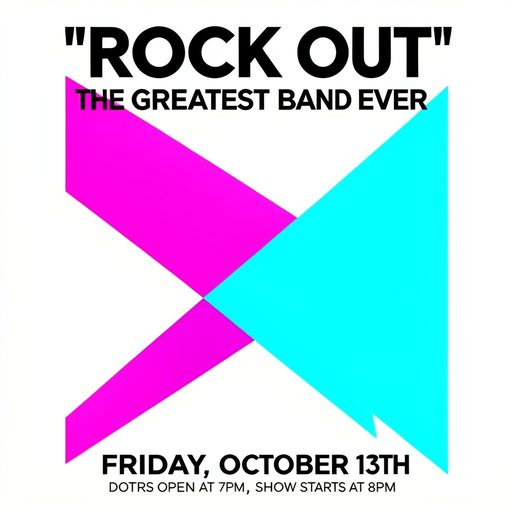 "ROCK OUT"
THE GREATEST BAND EVER
FRIDAY, OCTOBER 13TH
DOTRS OPEN AT 7PM, SHOW STARTS AT 8PM